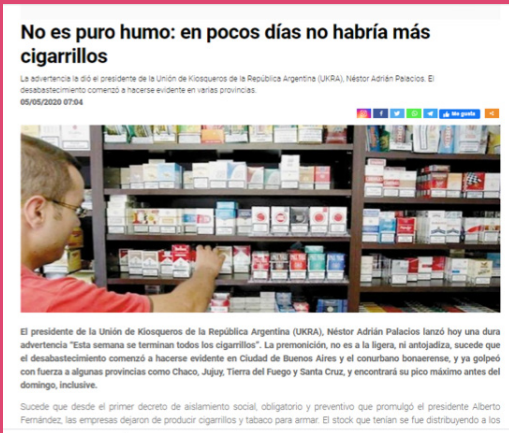 No es puro humo: en pocos días no habría más
cigarrillos
La advertencia la dió el presidente de la Unión de Kiosqueros de la República Argentina (UKRA), Néstor Adrián Palacios. El
desabastecimiento comenzó a hacerse evidente en varias provincias.
05/05/2020 07:04
Me gusta
El presidente de la Unión de Kiosqueros de la República Argentina (UKRA), Néstor Adrián Palacios lanzó hoy una dura
advertencia “Esta semana se terminan todos los cigarrillos”. La premonición, no es a la ligera, ni antojadiza, sucede que
el desabastecimiento comenzó a hacerse evidente en Ciudad de Buenos Aires y el conurbano bonaerense, y ya golpeó
con fuerza a algunas provincias como Chaco, Jujuy, Tierra del Fuego y Santa Cruz, y encontrará su pico máximo antes del
domingo, inclusive.
Sucede que desde el primer decreto de aislamiento social, obligatorio y preventivo que promulgó el presidente Alberto
Fernández, las empresas dejaron de producir cigarrillos y tabaco para armar. El stock que tenían se fue distribuyendo a los